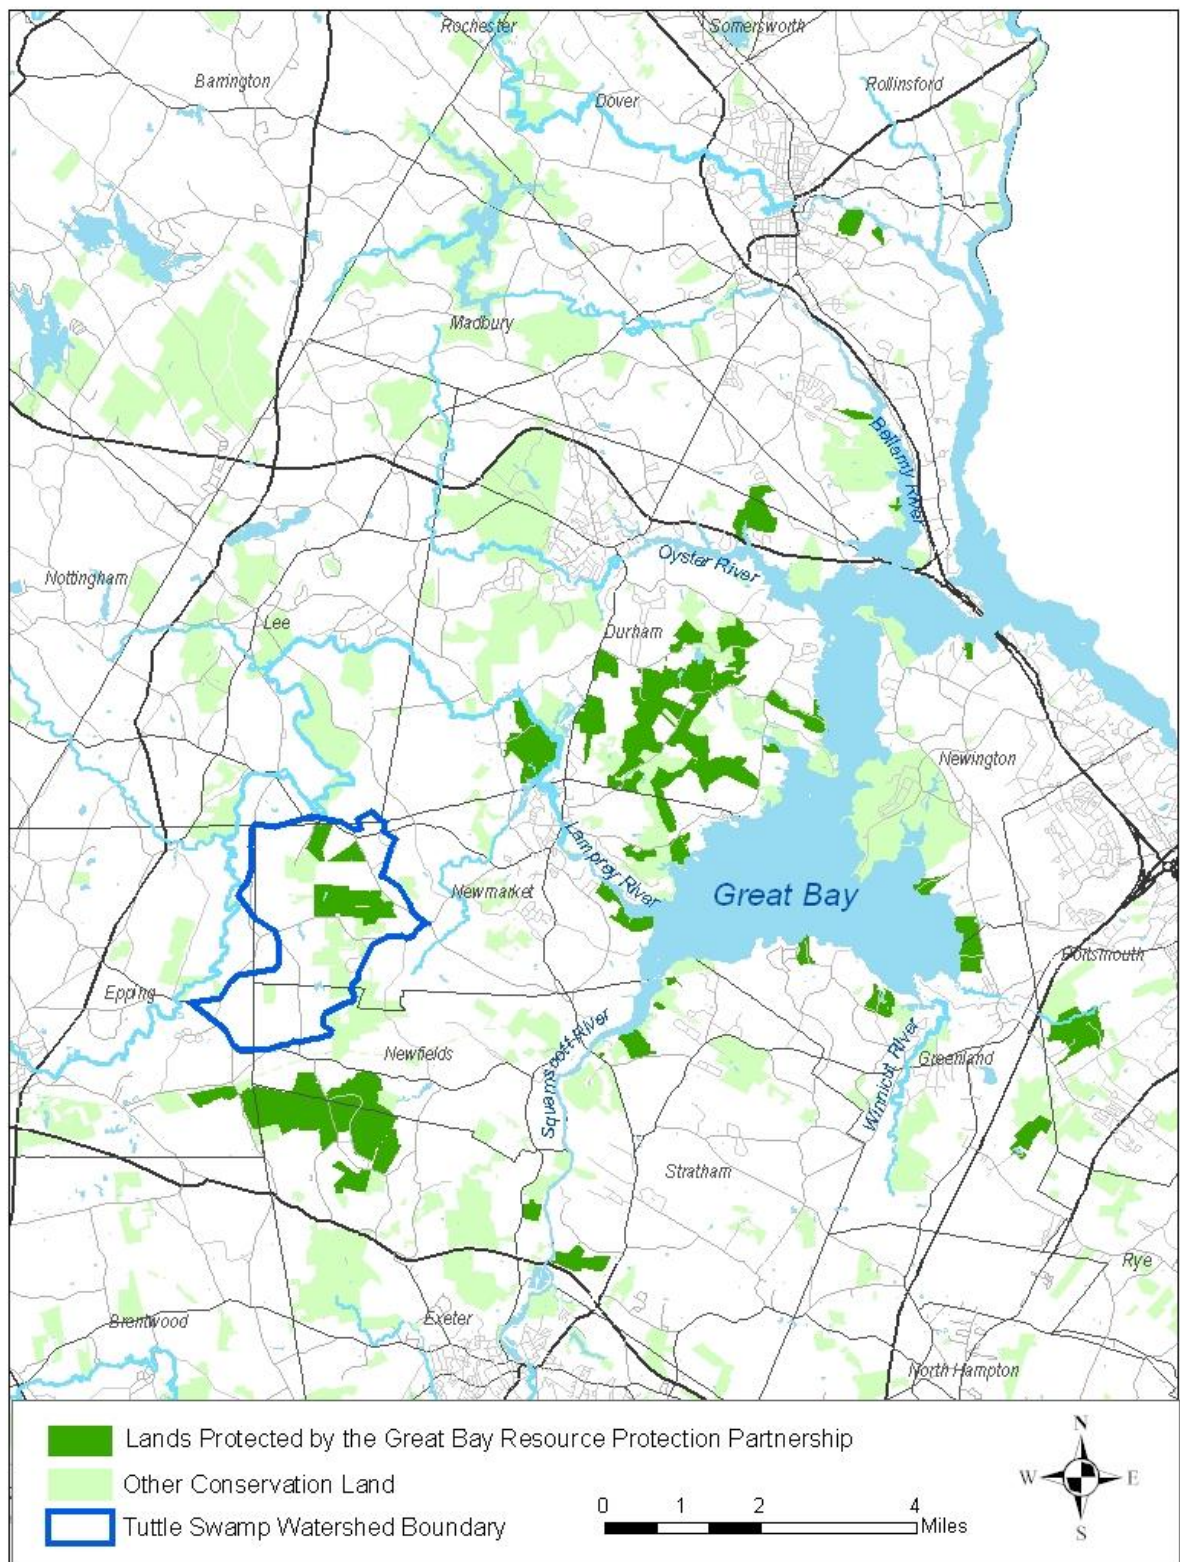 Rochester
Somersworth
Barrington
Rollinsford
Dover
Madbury
Bellamy River
Oyster River
Nottingham
Lee
Durham
Newington
Lamprey River
Newmarket
Great Bay
Portsmouth
Epping
Newfields
Squamscott River
Winnicut River
Greenland
Stratham
Rye
Brentwood
Exeter
North Hampton
Lands Protected by the Great Bay Resource Protection Partnership
Other Conservation Land
Tuttle Swamp Watershed Boundary
0 1 2 4
Miles
N
W E
S